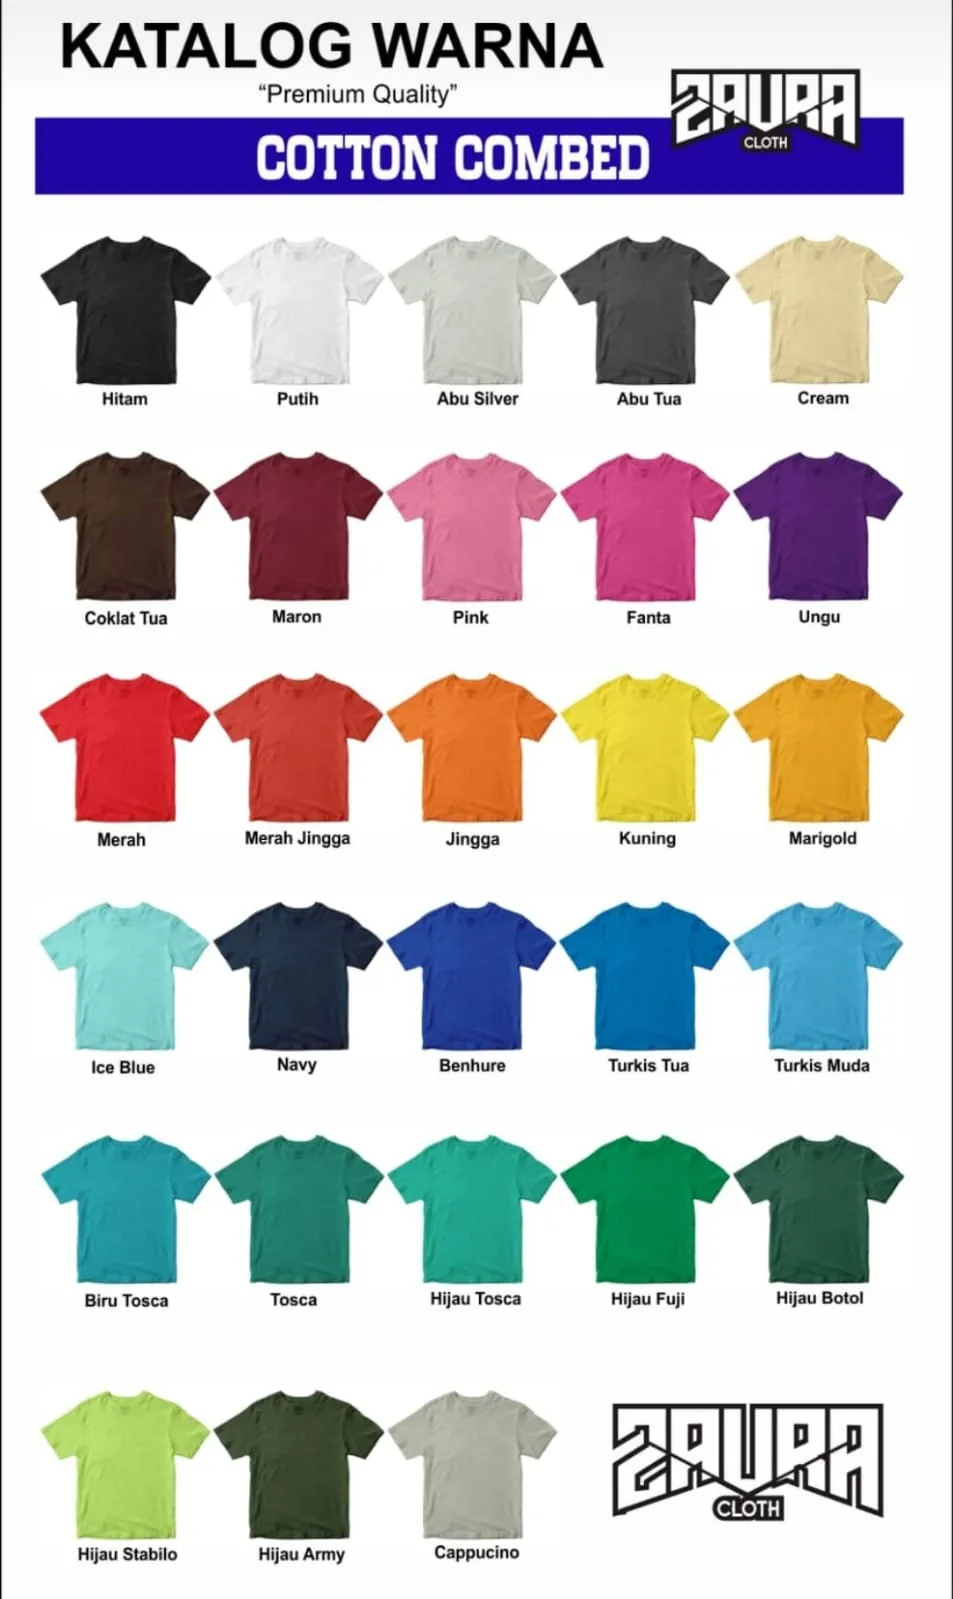 KATALOG WARNA
“Premium Quality”
ZAVRA
CLOTH
COTTON COMBED
Hitam Putih Abu Silver Abu Tua Cream
Coklat Tua Maron Pink Fanta Ungu
Merah Merah Jingga Jingga Kuning Marigold
Ice Blue Navy Benhure Turkis Tua Turkis Muda
Biru Tosca Tosca Hijau Tosca Hijau Fuji Hijau Botol
Hijau Stabilo Hijau Army Cappucino
ZAVRA
CLOTH